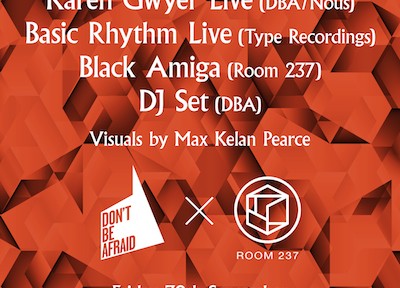 Karen Gwyer Live (DBA/Nous)
Basic Rhythm Live (Type Recordings)
Black Amiga (Room 237)
DJ Set (DBA)
Visuals by Max Kelan Pearce
DON'T
BE
AFRAID
ROOM 237
Friday